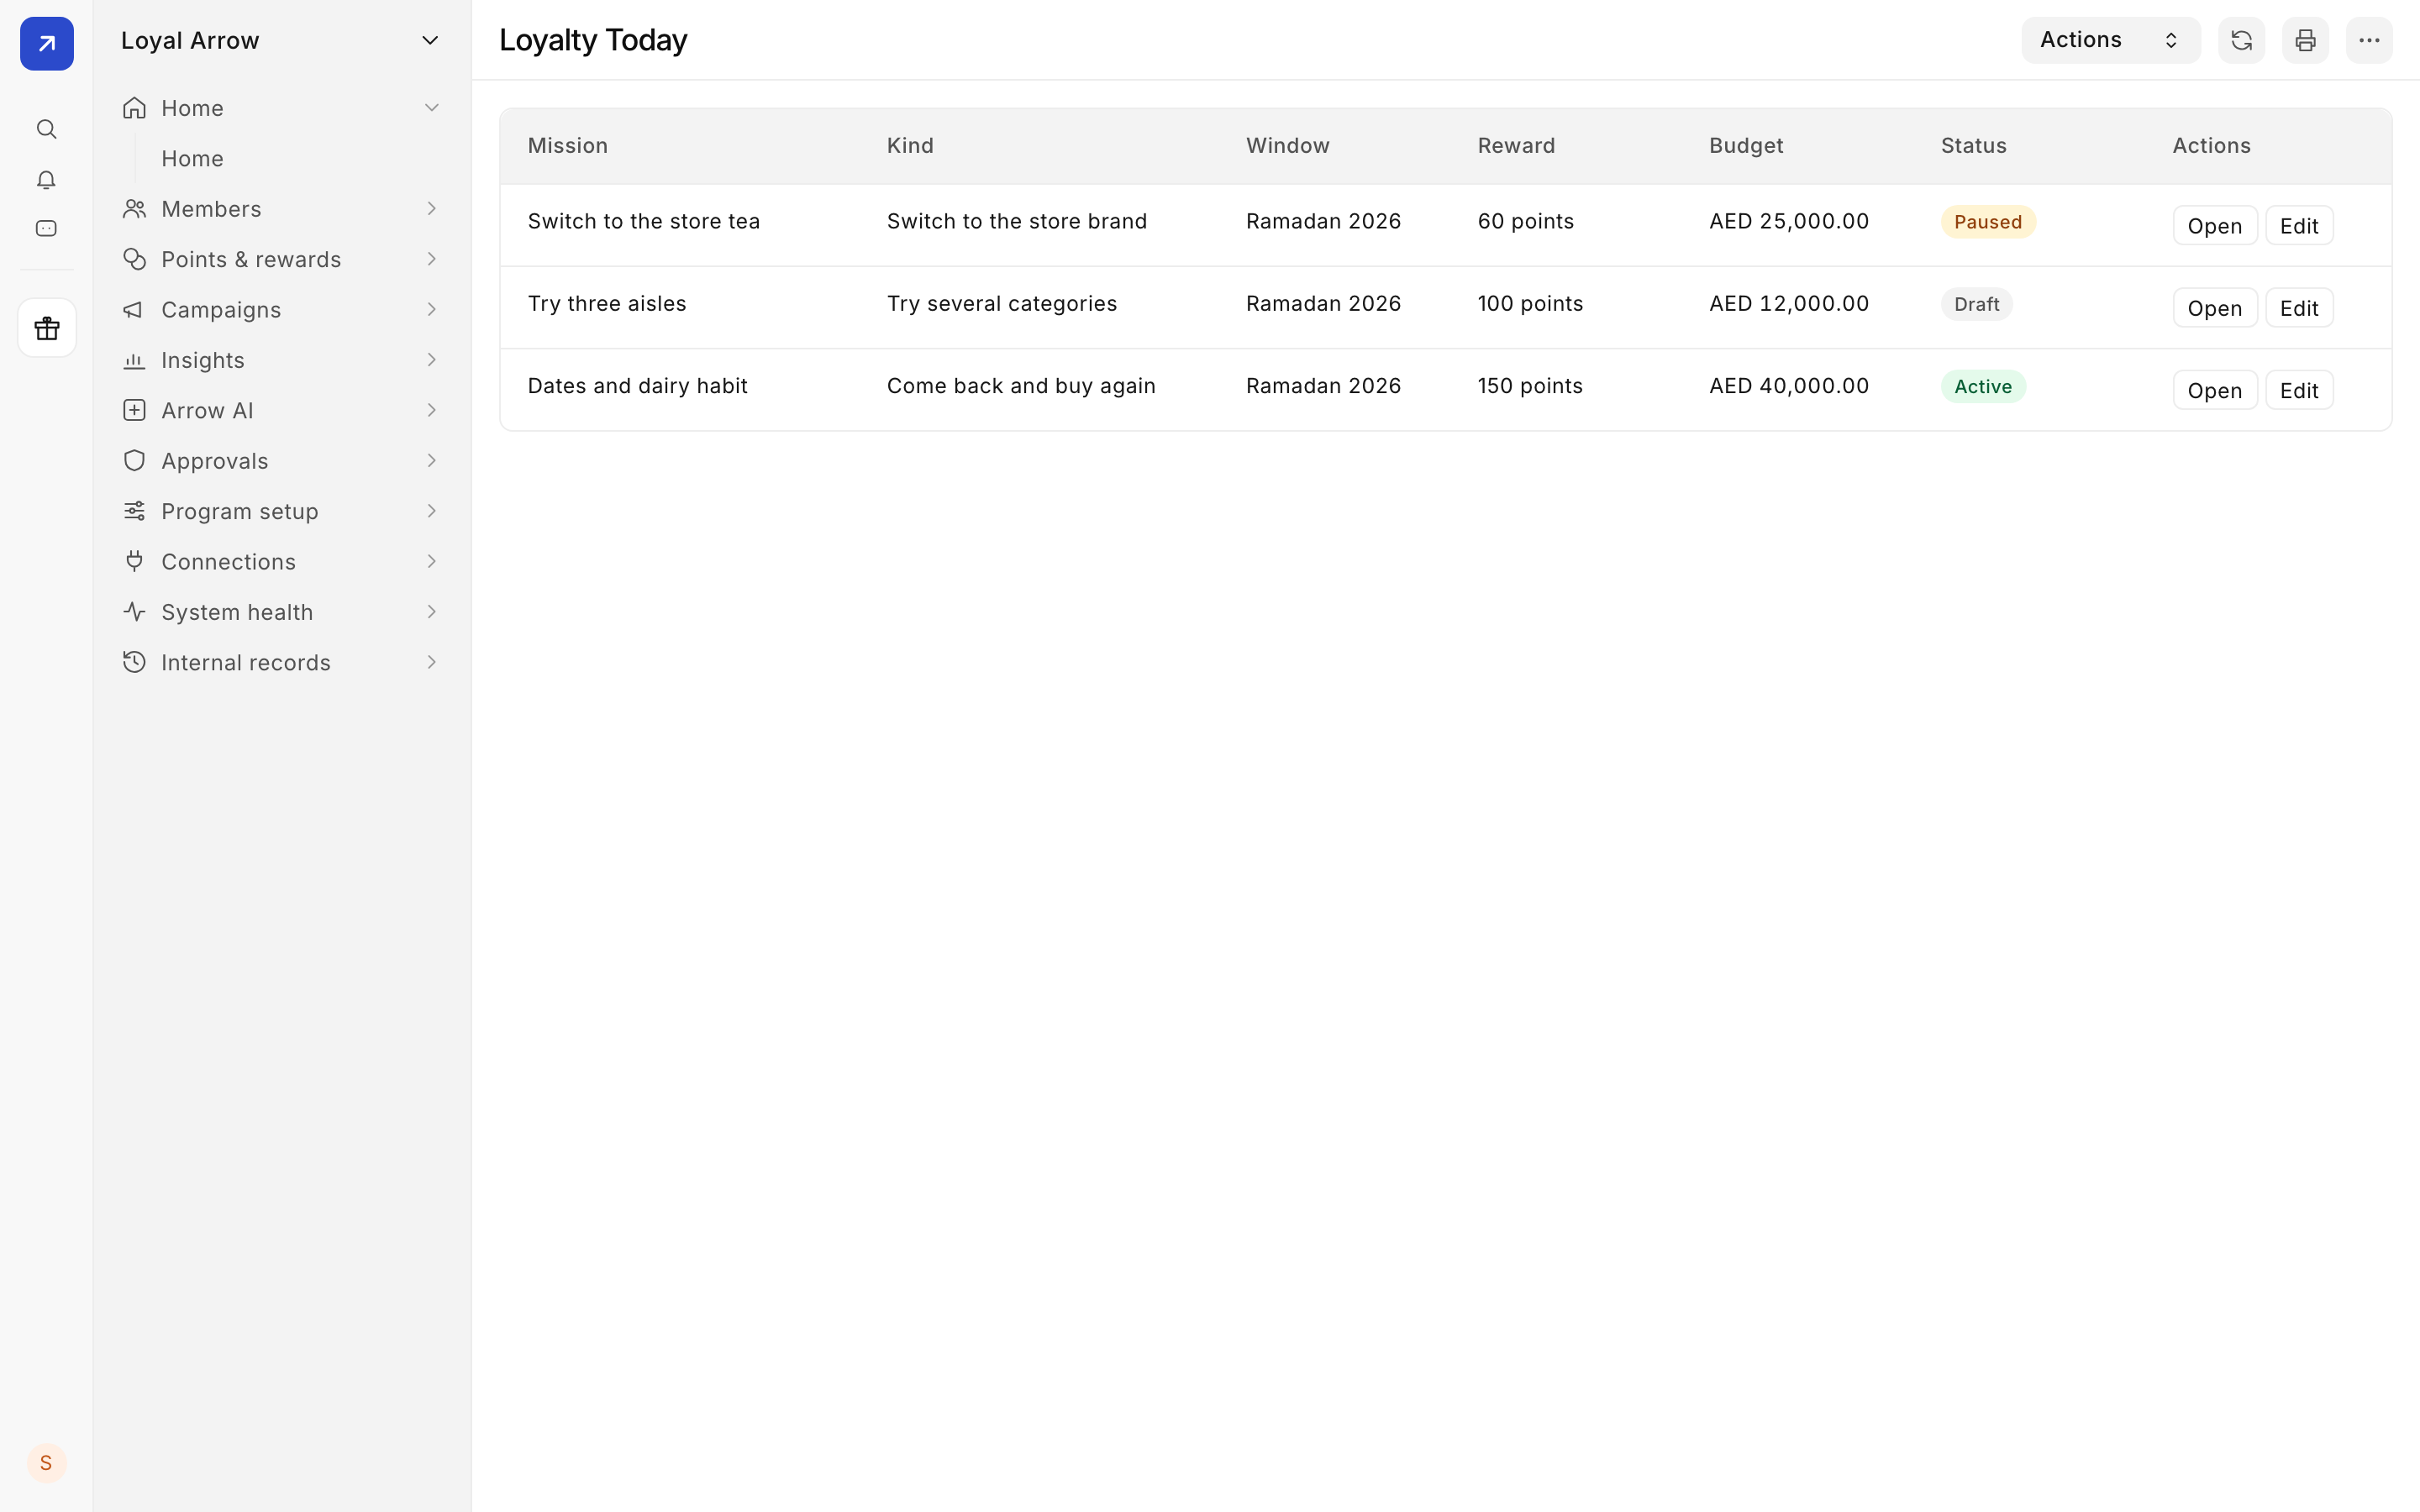 Loyal Arrow
Home
Home
Members
Points & rewards
Campaigns
Insights
Arrow AI
Approvals
Program setup
Connections
System health
Internal records
S
Loyalty Today
Actions
Mission Kind Window Reward Budget Status Actions
Switch to the store tea Switch to the store brand Ramadan 2026 60 points AED 25,000.00 Paused Open Edit
Try three aisles Try several categories Ramadan 2026 100 points AED 12,000.00 Draft Open Edit
Dates and dairy habit Come back and buy again Ramadan 2026 150 points AED 40,000.00 Active Open Edit